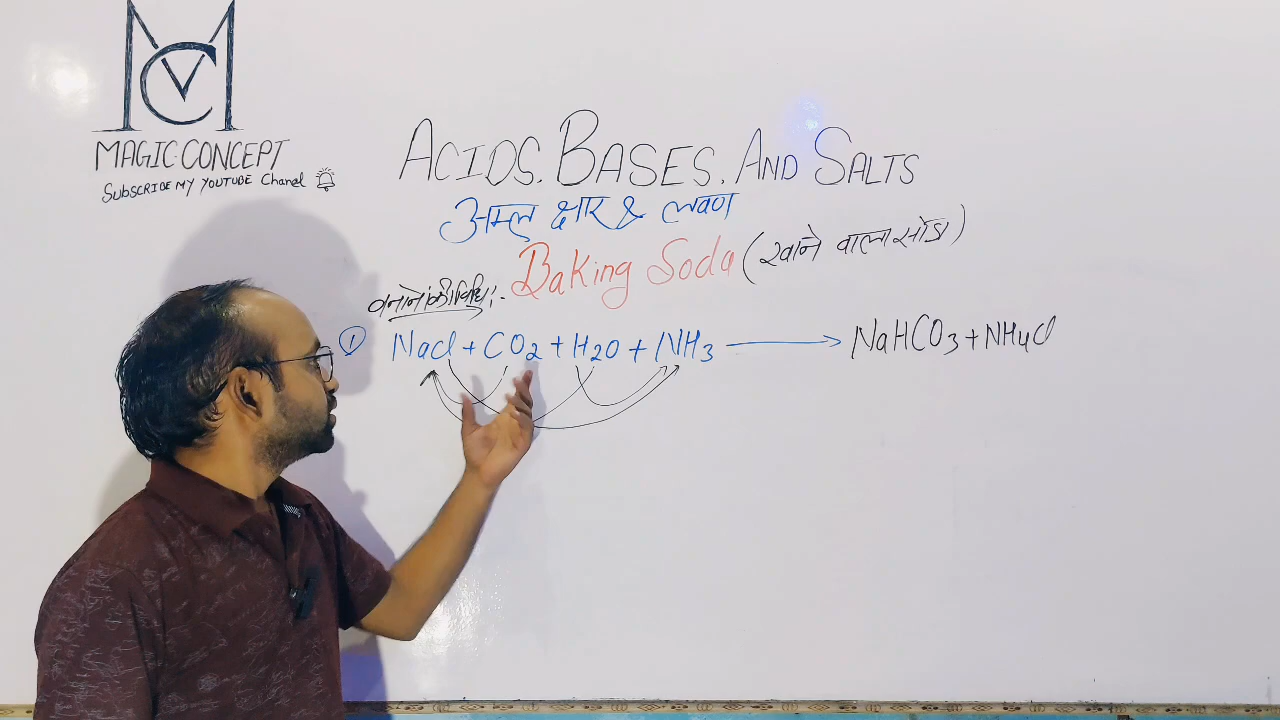 MCV
MAGIC CONCEPT
SUBSCRIBE MY YOUTUBE Chanel
ACIDS, BASES, AND SALTS
अम्ल क्षार & लवण
Baking Soda (खाने वाला सोडा)
बनाने की विधि :-
① Nacl + CO2 + H2O + NH3 ⟶ NaHCO3 + NH4Cl